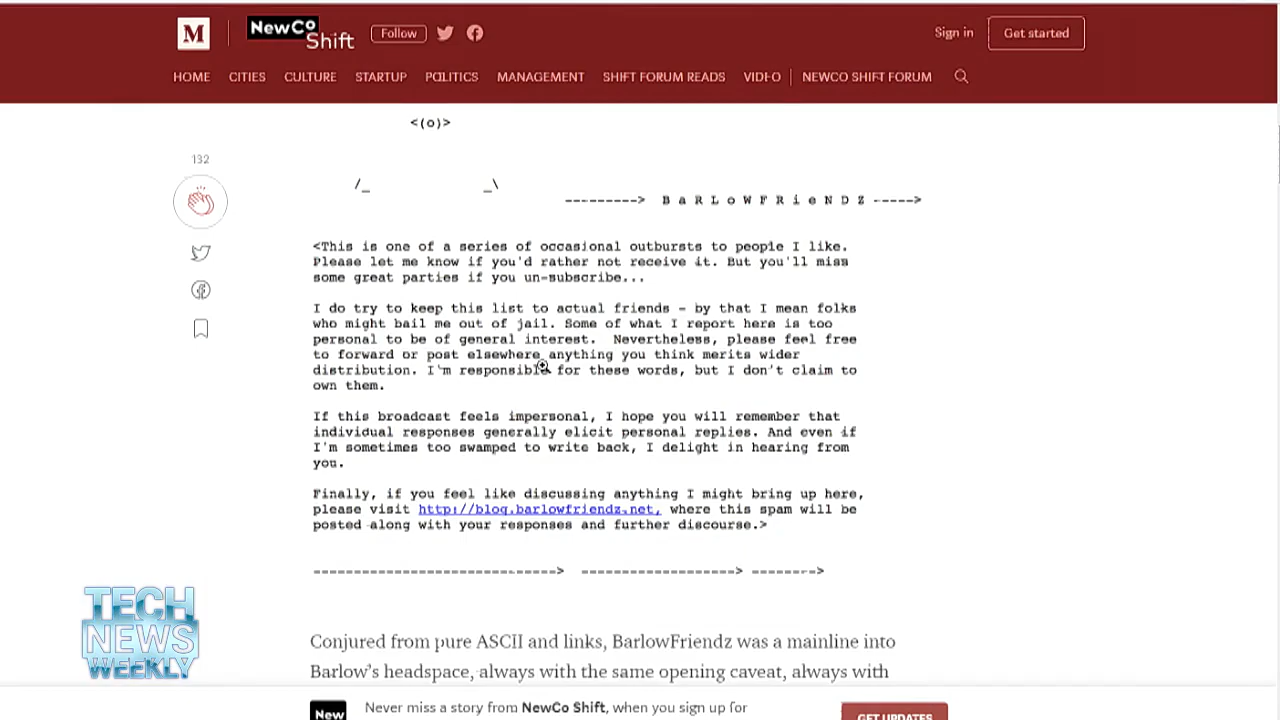 M NewCo Shift Follow Sign in Get started
HOME CITIES CULTURE STARTUP POLITICS MANAGEMENT SHIFT FORUM READS VIDEO NEWCO SHIFT FORUM
<(o)>
132
/_ _\
---------> B a R L o W F R i e N D Z ----->
<This is one of a series of occasional outbursts to people I like.
Please let me know if you'd rather not receive it. But you'll miss
some great parties if you un-subscribe...
I do try to keep this list to actual friends - by that I mean folks
who might bail me out of jail. Some of what I report here is too
personal to be of general interest. Nevertheless, please feel free
to forward or post elsewhere anything you think merits wider
distribution. I'm responsible for these words, but I don't claim to
own them.
If this broadcast feels impersonal, I hope you will remember that
individual responses generally elicit personal replies. And even if
I'm sometimes too swamped to write back, I delight in hearing from
you.
Finally, if you feel like discussing anything I might bring up here,
please visit http://blog.barlowfriendz.net, where this spam will be
posted along with your responses and further discourse.>
------------------------------> -------------------> -------->
Conjured from pure ASCII and links, BarlowFriendz was a mainline into
Barlow's headspace, always with the same opening caveat, always with
TECH
NEWS
WEEKLY
New Never miss a story from NewCo Shift, when you sign up for
GET UPDATES